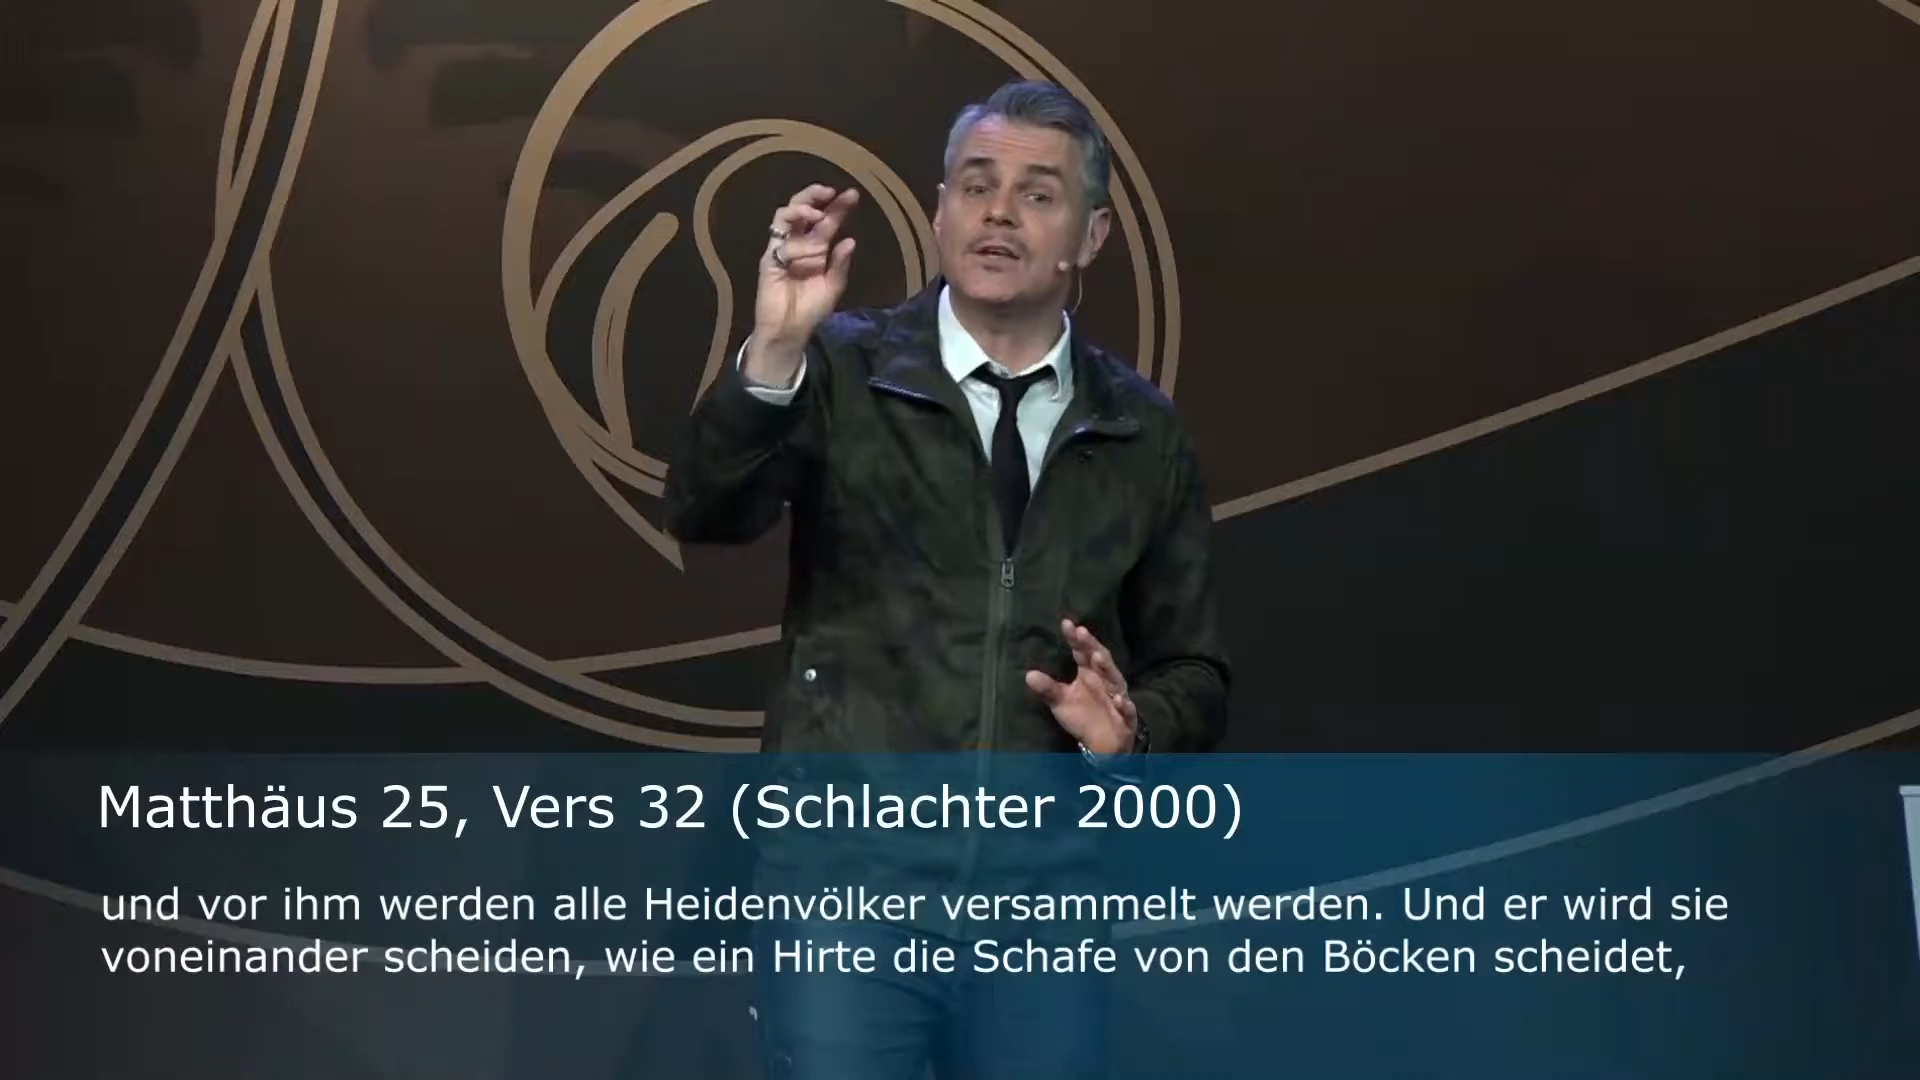 Matthäus 25, Vers 32 (Schlachter 2000)
und vor ihm werden alle Heidenvölker versammelt werden. Und er wird sie
voneinander scheiden, wie ein Hirte die Schafe von den Böcken scheidet,